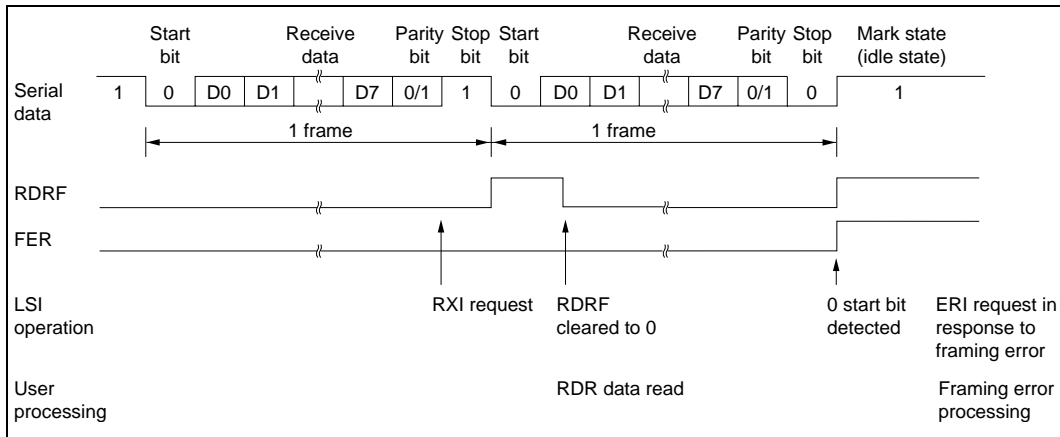 Start bit Receive data Parity bit Stop bit Start bit Receive data Parity bit Stop bit Mark state (idle state)
Serial data 1 0 D0 D1 D7 0/1 1 0 D0 D1 D7 0/1 0 1
1 frame 1 frame
RDRF
FER
LSI operation RXI request RDRF cleared to 0 0 start bit detected ERI request in response to framing error
User processing RDR data read Framing error processing